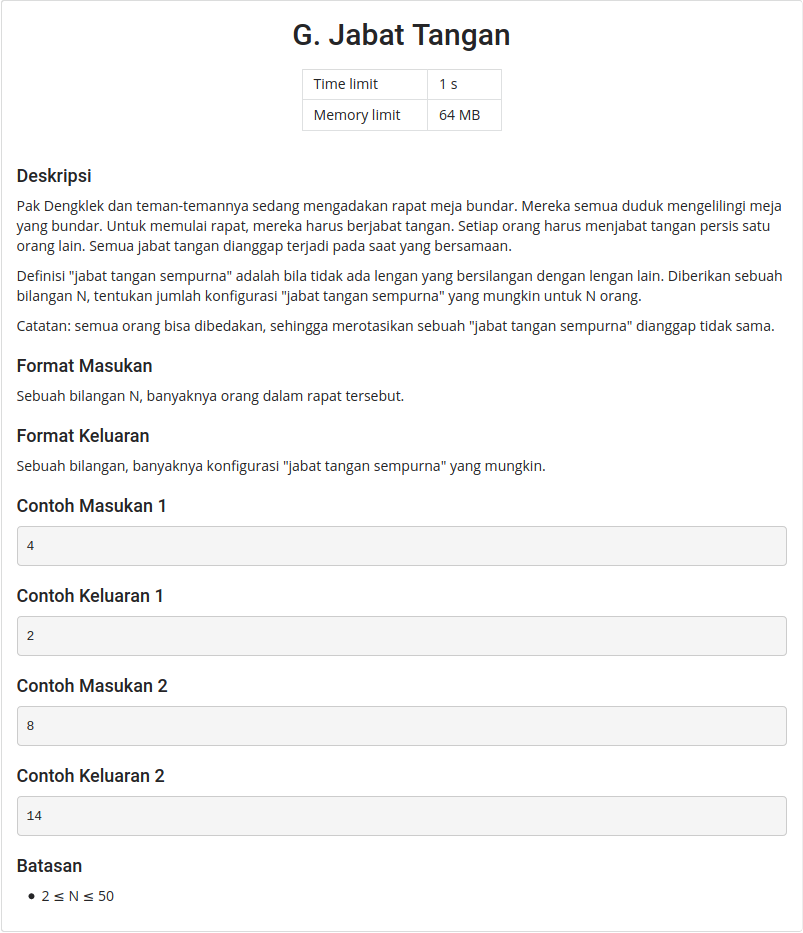 G. Jabat Tangan
Time limit 1 s
Memory limit 64 MB
Deskripsi
Pak Dengklek dan teman-temannya sedang mengadakan rapat meja bundar. Mereka semua duduk mengelilingi meja
yang bundar. Untuk memulai rapat, mereka harus berjabat tangan. Setiap orang harus menjabat tangan persis satu
orang lain. Semua jabat tangan dianggap terjadi pada saat yang bersamaan.
Definisi "jabat tangan sempurna" adalah bila tidak ada lengan yang bersilangan dengan lengan lain. Diberikan sebuah
bilangan N, tentukan jumlah konfigurasi "jabat tangan sempurna" yang mungkin untuk N orang.
Catatan: semua orang bisa dibedakan, sehingga merotasikan sebuah "jabat tangan sempurna" dianggap tidak sama.
Format Masukan
Sebuah bilangan N, banyaknya orang dalam rapat tersebut.
Format Keluaran
Sebuah bilangan, banyaknya konfigurasi "jabat tangan sempurna" yang mungkin.
Contoh Masukan 1
4
Contoh Keluaran 1
2
Contoh Masukan 2
8
Contoh Keluaran 2
14
Batasan
• 2 ≤ N ≤ 50